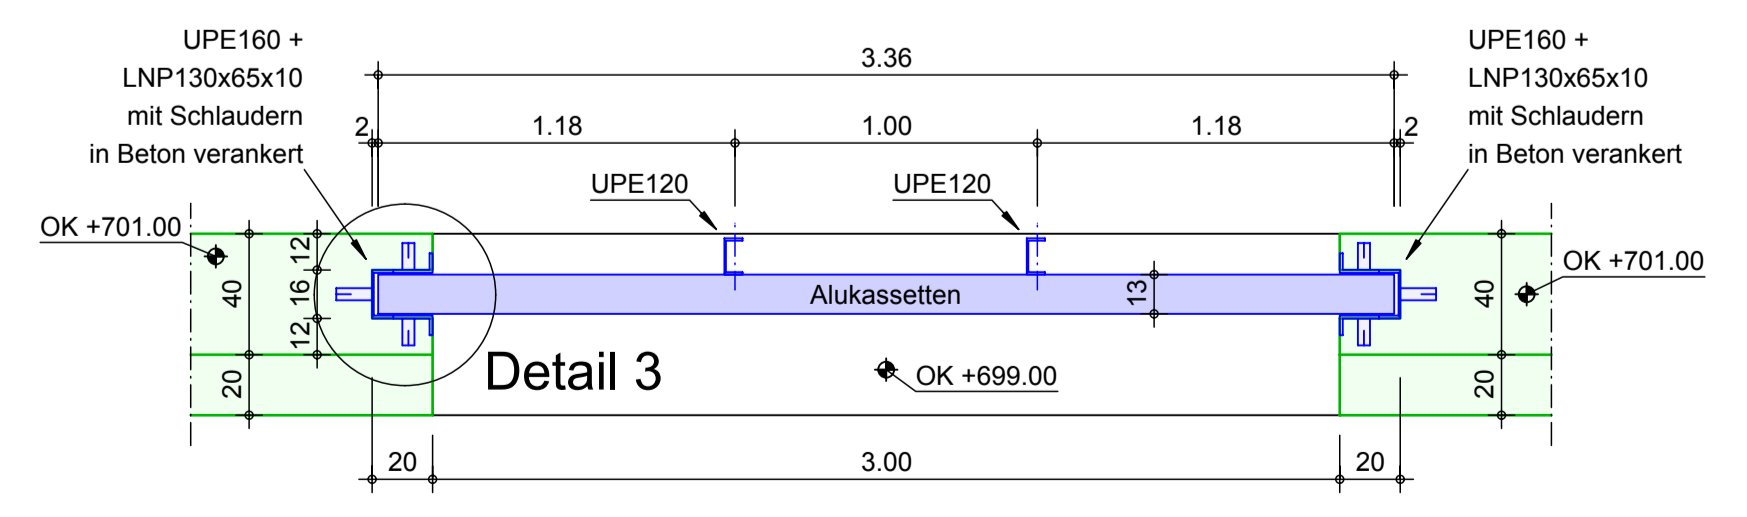 UPE160 +
LNP130x65x10
mit Schlaudern
in Beton verankert
UPE160 +
LNP130x65x10
mit Schlaudern
in Beton verankert
3.36
2
1.18
1.00
1.18
2
UPE120
UPE120
OK +701.00
OK +701.00
12
40
16
12
20
Alukassetten
13
40
20
Detail 3
OK +699.00
20
3.00
20